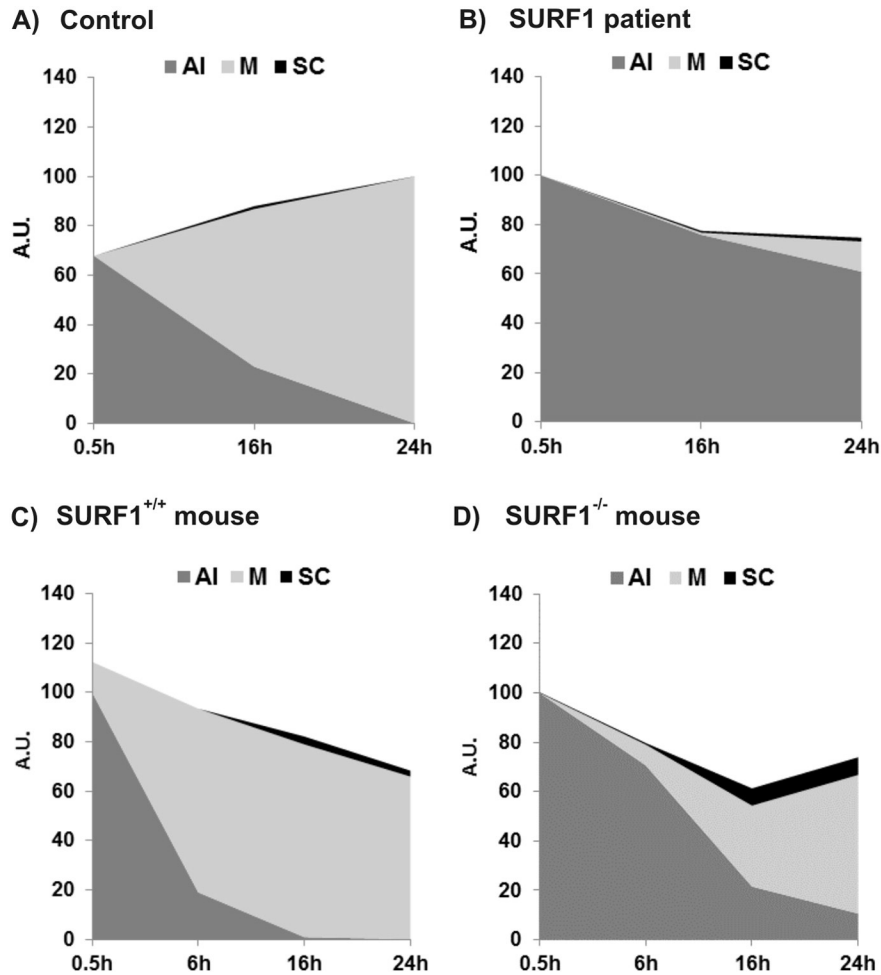 A) Control
AI M SC
140
120
100
80
60
40
20
0
A.U.
0.5h 16h 24h
B) SURF1 patient
AI M SC
140
120
100
80
60
40
20
0
A.U.
0.5h 16h 24h
C) SURF1+/+ mouse
AI M SC
140
120
100
80
60
40
20
0
A.U.
0.5h 6h 16h 24h
D) SURF1-/- mouse
AI M SC
140
120
100
80
60
40
20
0
A.U.
0.5h 6h 16h 24h